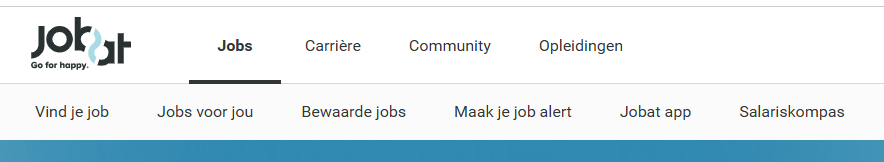 jobat
Go for happy.
Jobs Carrière Community Opleidingen
Vind je job Jobs voor jou Bewaarde jobs Maak je job alert Jobat app Salariskompas